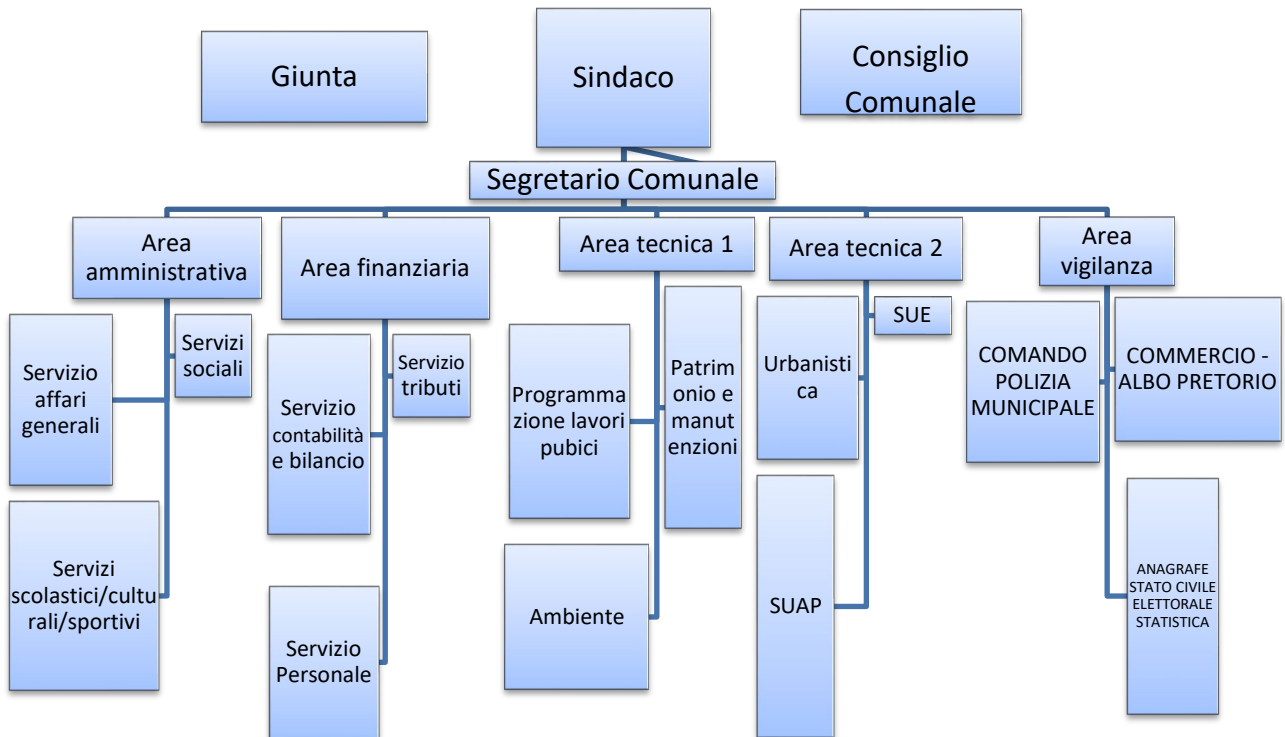 Giunta
Sindaco
Consiglio
Comunale
Segretario Comunale
Area
amministrativa
Area finanziaria
Area tecnica 1
Area tecnica 2
Area
vigilanza
Servizio
affari
generali
Servizi
sociali
Servizi
scolastici/cultu
rali/sportivi
Servizio
contabilità
e bilancio
Servizio
tributi
Servizio
Personale
Programma
zione lavori
pubici
Patrim
onio e
manut
enzioni
Ambiente
Urbanisti
ca
SUE
SUAP
COMANDO
POLIZIA
MUNICIPALE
COMMERCIO -
ALBO PRETORIO
ANAGRAFE
STATO CIVILE
ELETTORALE
STATISTICA